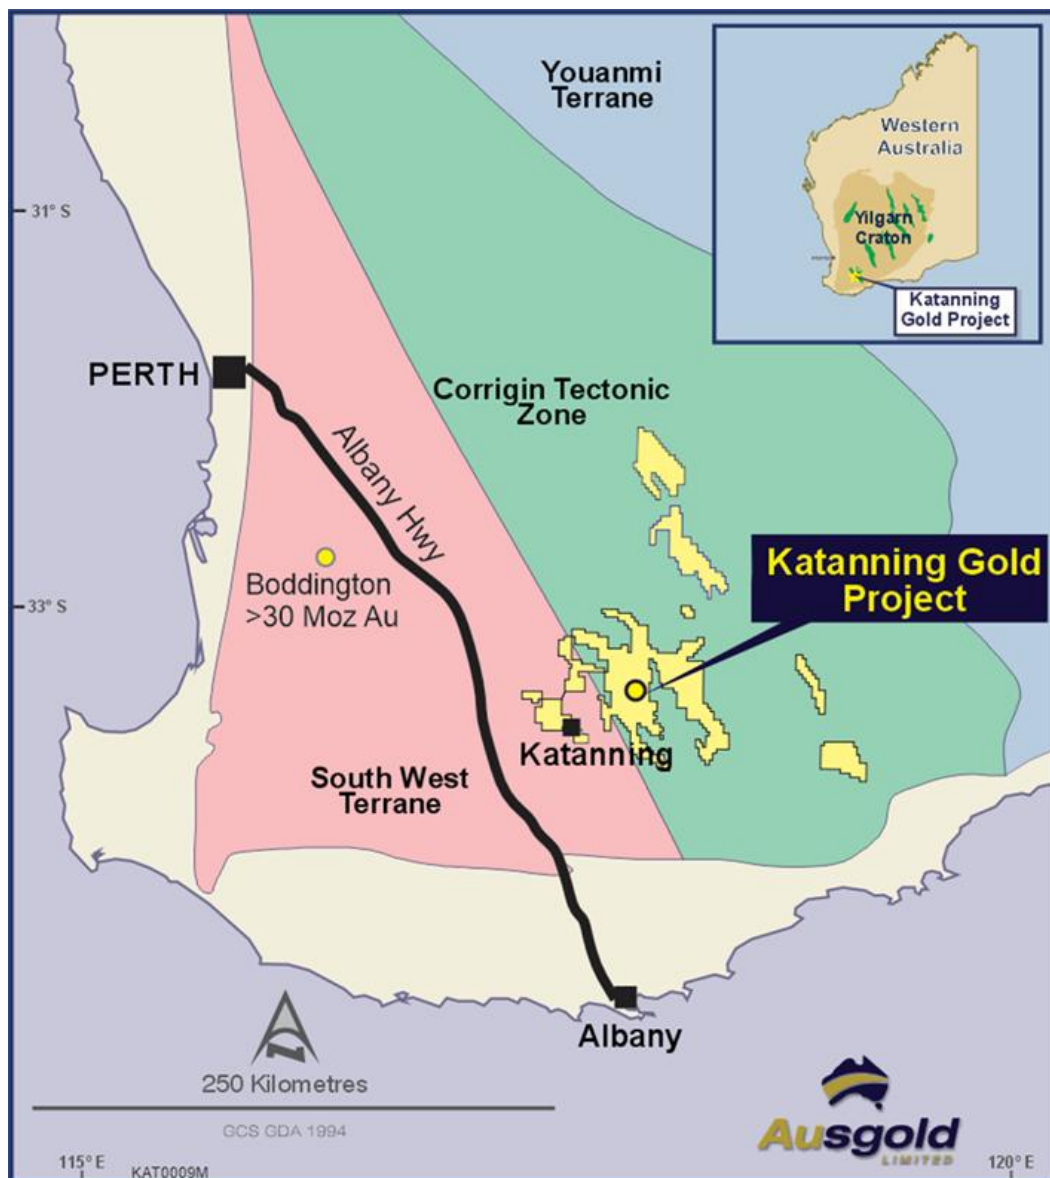 Youanmi
Terrane
Western
Australia
Yilgarn
Craton
Katanning
Gold Project
31° S
PERTH
Corrigin Tectonic
Zone
Albany Hwy
Boddington
>30 Moz Au
33° S
Katanning Gold
Project
Katanning
South West
Terrane
Albany
250 Kilometres
GCS GDA 1994
Ausgold
LIMITED
115° E
KAT0009M
120° E